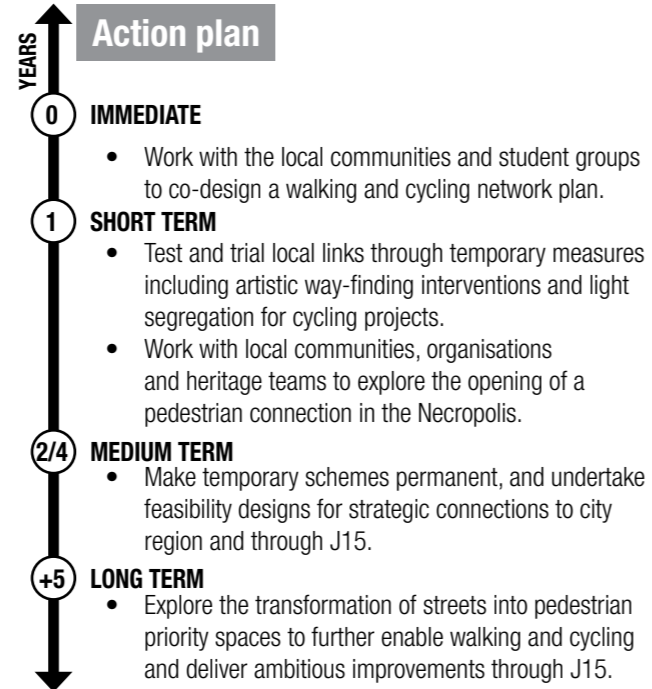 Action plan
YEARS
0
IMMEDIATE
• Work with the local communities and student groups
to co-design a walking and cycling network plan.
1
SHORT TERM
• Test and trial local links through temporary measures
including artistic way-finding interventions and light
segregation for cycling projects.
• Work with local communities, organisations
and heritage teams to explore the opening of a
pedestrian connection in the Necropolis.
2/4
MEDIUM TERM
• Make temporary schemes permanent, and undertake
feasibility designs for strategic connections to city
region and through J15.
+5
LONG TERM
• Explore the transformation of streets into pedestrian
priority spaces to further enable walking and cycling
and deliver ambitious improvements through J15.